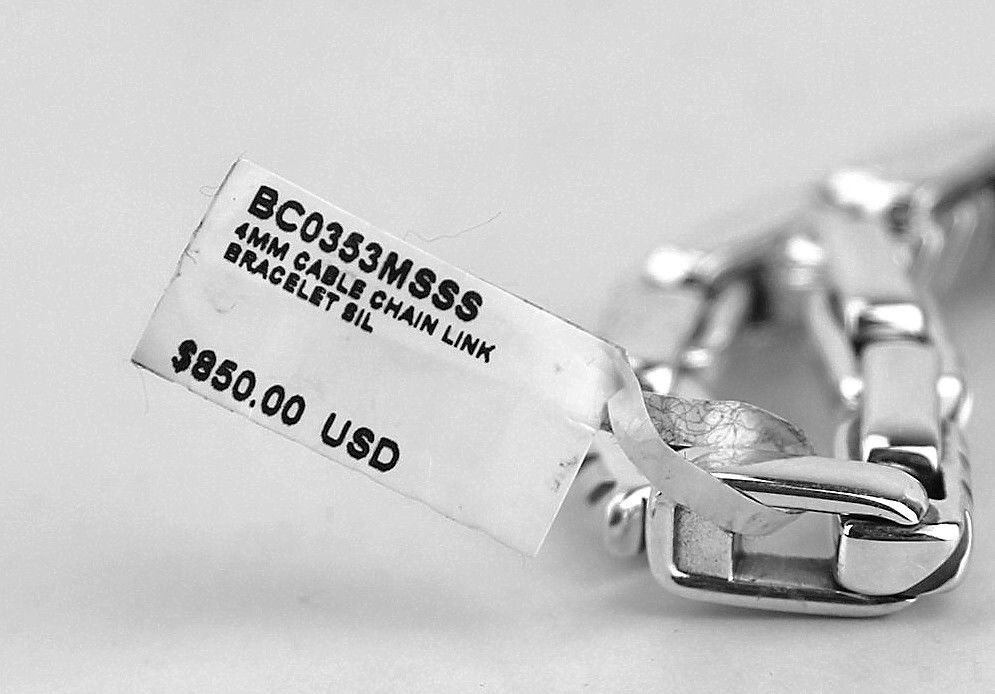 BC0353MSSS
4MM CABLE CHAIN LINK
BRACELET SIL
$850.00 USD